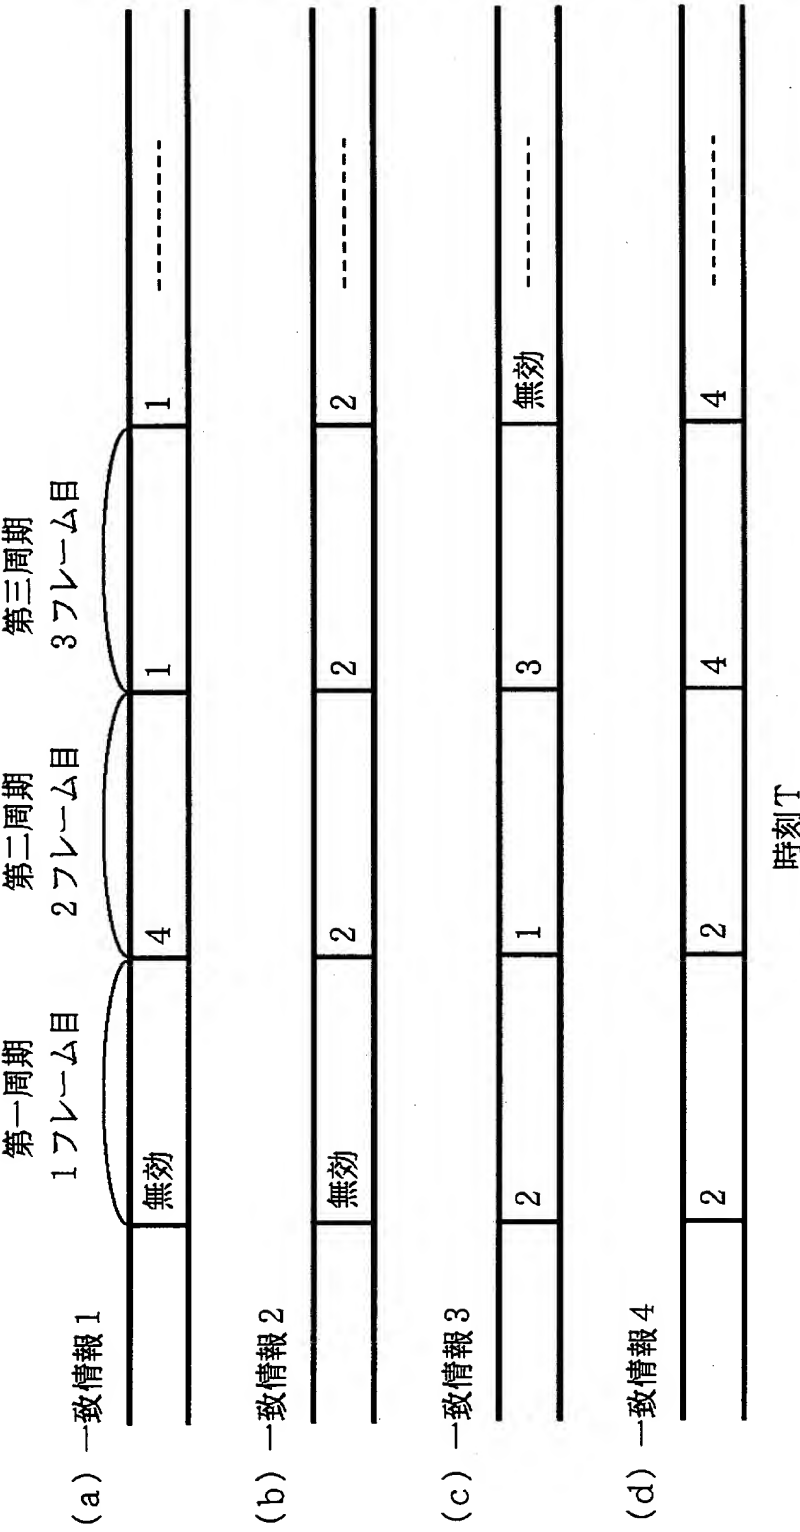 第一周期 第二周期 第三周期
1フレーム目 2フレーム目 3フレーム目
(a) 一致情報1
無効 4 1 1 ---------
(b) 一致情報2
無効 2 2 2 ---------
(c) 一致情報3
2 1 3 無効 ---------
(d) 一致情報4
2 2 4 4 ---------
時刻T